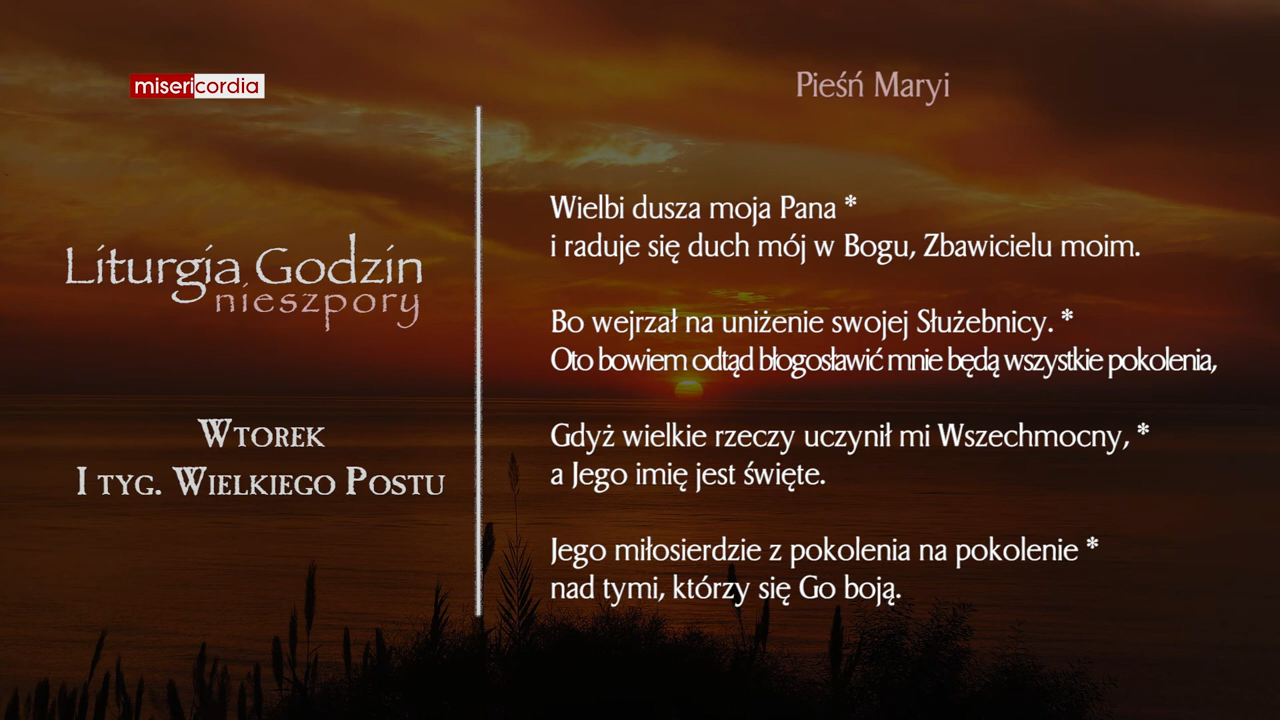 misericordia
Liturgia Godzin
nieszpory
Wtorek
I tyg. Wielkiego Postu
Pieśń Maryi
Wielbi dusza moja Pana *
i raduje się duch mój w Bogu, Zbawicielu moim.
Bo wejrzał na uniżenie swojej Służebnicy. *
Oto bowiem odtąd błogosławić mnie będą wszystkie pokolenia,
Gdyż wielkie rzeczy uczynił mi Wszechmocny, *
a Jego imię jest święte.
Jego miłosierdzie z pokolenia na pokolenie *
nad tymi, którzy się Go boją.